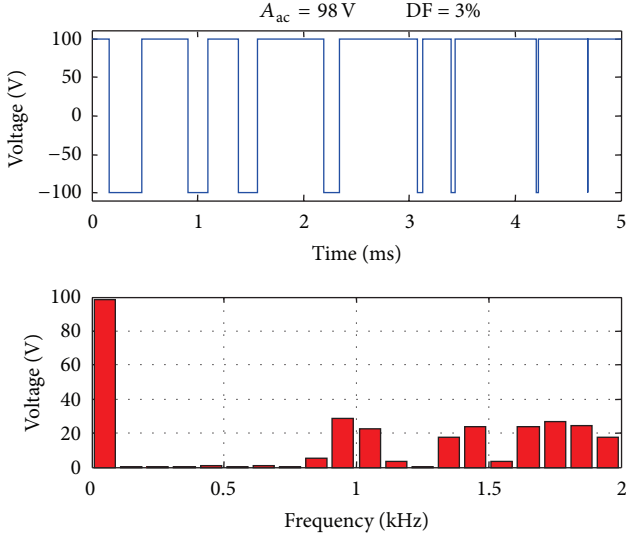 A_ac = 98 V DF = 3%
100
50
0
−50
−100
Voltage (V)
0 1 2 3 4 5
Time (ms)
100
80
60
40
20
0
Voltage (V)
0 0.5 1 1.5 2
Frequency (kHz)